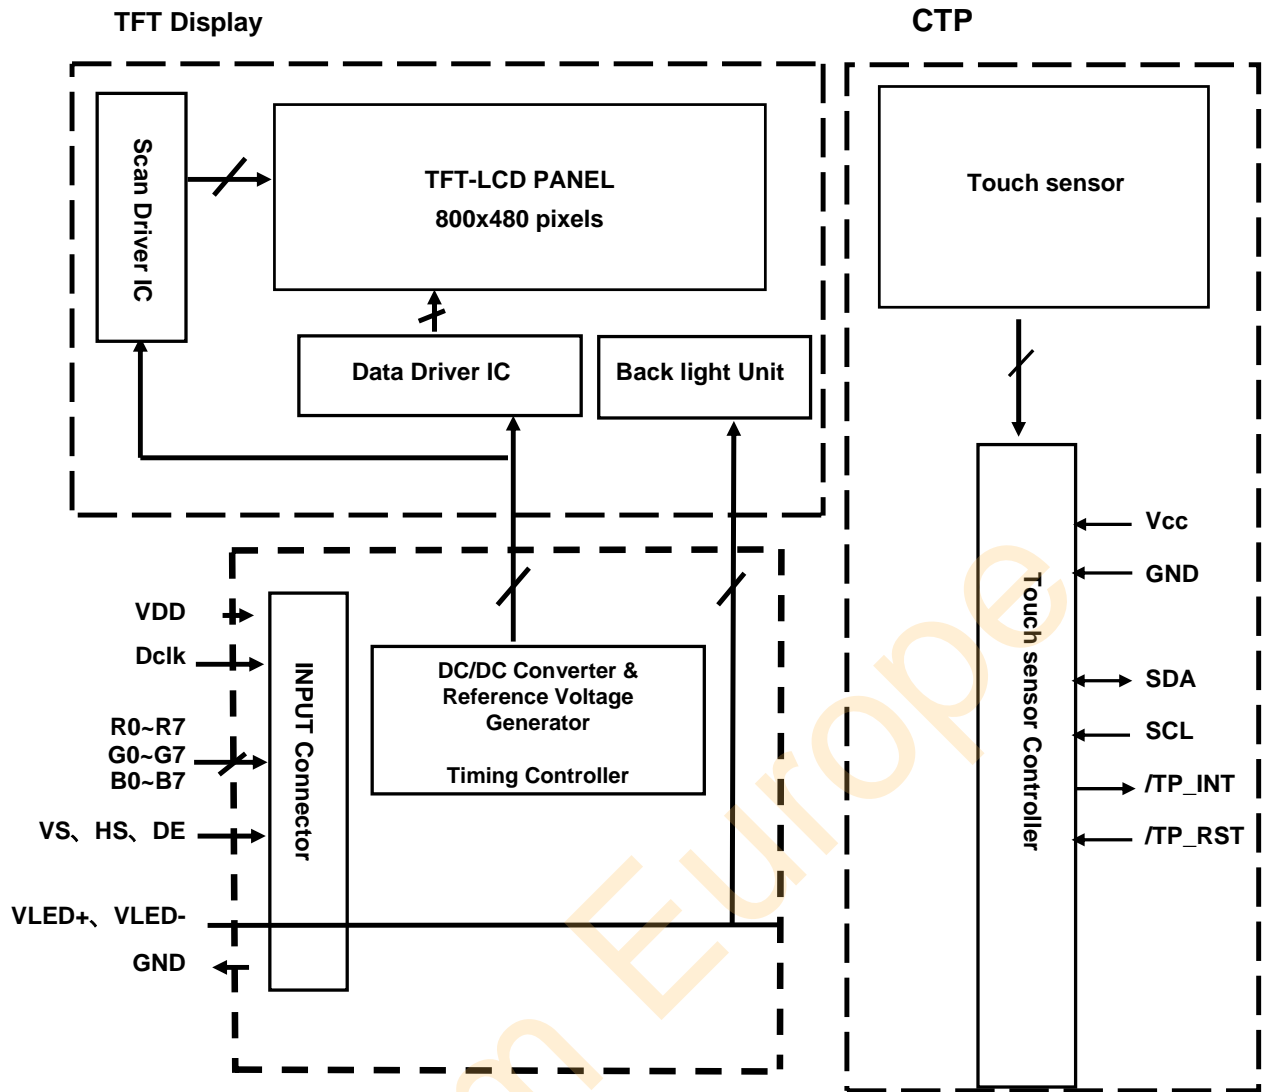 TFT Display
CTP
Scan Driver IC
TFT-LCD PANEL
800x480 pixels
Touch sensor
Data Driver IC
Back light Unit
Touch sensor Controller
Vcc
GND
SDA
SCL
/TP_INT
/TP_RST
VDD
Dclk
R0~R7
G0~G7
B0~B7
VS、HS、DE
VLED+、VLED-
GND
INPUT Connector
DC/DC Converter &
Reference Voltage
Generator
Timing Controller
m Europe